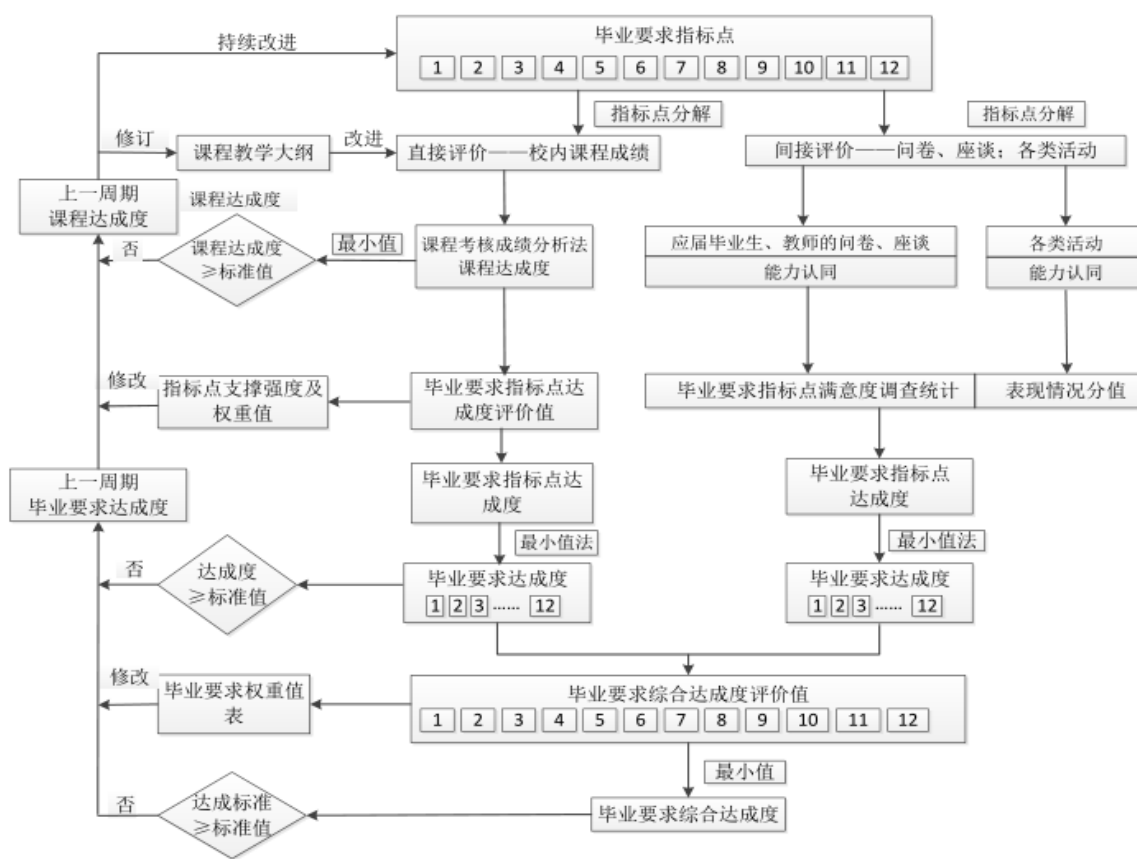 持续改进
毕业要求指标点
1 2 3 4 5 6 7 8 9 10 11 12
指标点分解
指标点分解
修订
课程教学大纲
改进
直接评价——校内课程成绩
间接评价——问卷、座谈；各类活动
上一周期
课程达成度
课程达成度
否
课程达成度
≥标准值
最小值
课程考核成绩分析法
课程达成度
应届毕业生、教师的问卷、座谈
能力认同
各类活动
能力认同
修改
指标点支撑强度及
权重值
毕业要求指标点达
成度评价值
毕业要求指标点满意度调查统计
表现情况分值
上一周期
毕业要求达成度
毕业要求指标点达
成度
毕业要求指标点
达成度
最小值法
最小值法
否
达成度
≥标准值
毕业要求达成度
1 2 3 …… 12
毕业要求达成度
1 2 3 …… 12
修改
毕业要求权重值
表
毕业要求综合达成度评价值
1 2 3 4 5 6 7 8 9 10 11 12
最小值
否
达成标准
≥标准值
毕业要求综合达成度